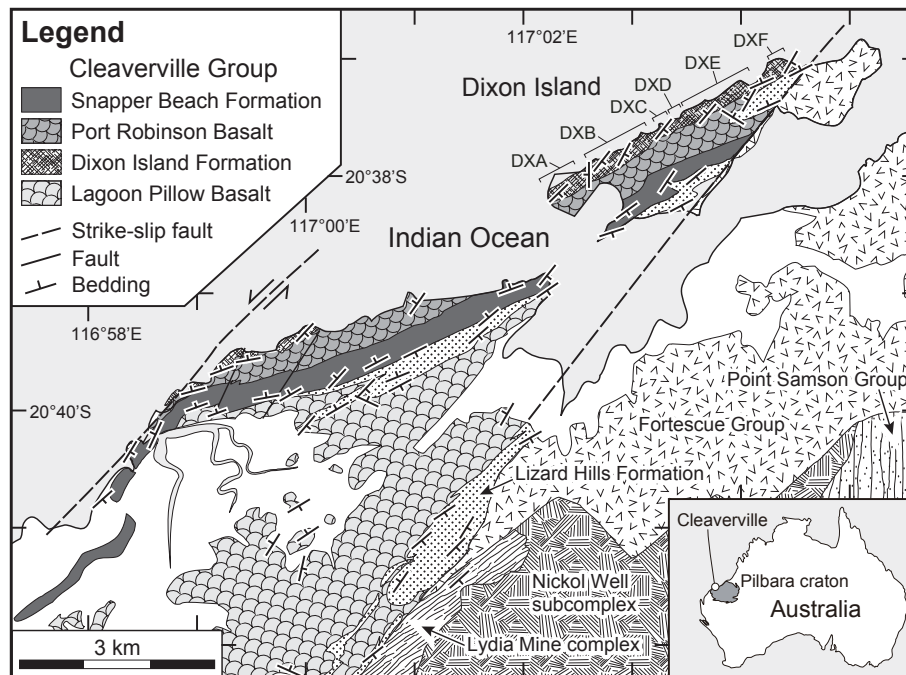 Legend
Cleaverville Group
Snapper Beach Formation
Port Robinson Basalt
Dixon Island Formation
Lagoon Pillow Basalt
Strike-slip fault
Fault
Bedding
117°02'E
DXF
DXE
DXD
DXC
DXB
DXA
Dixon Island
20°38'S
117°00'E
Indian Ocean
116°58'E
20°40'S
Point Samson Group
Fortescue Group
Lizard Hills Formation
Nickol Well
subcomplex
Lydia Mine complex
3 km
Cleaverville
Pilbara craton
Australia